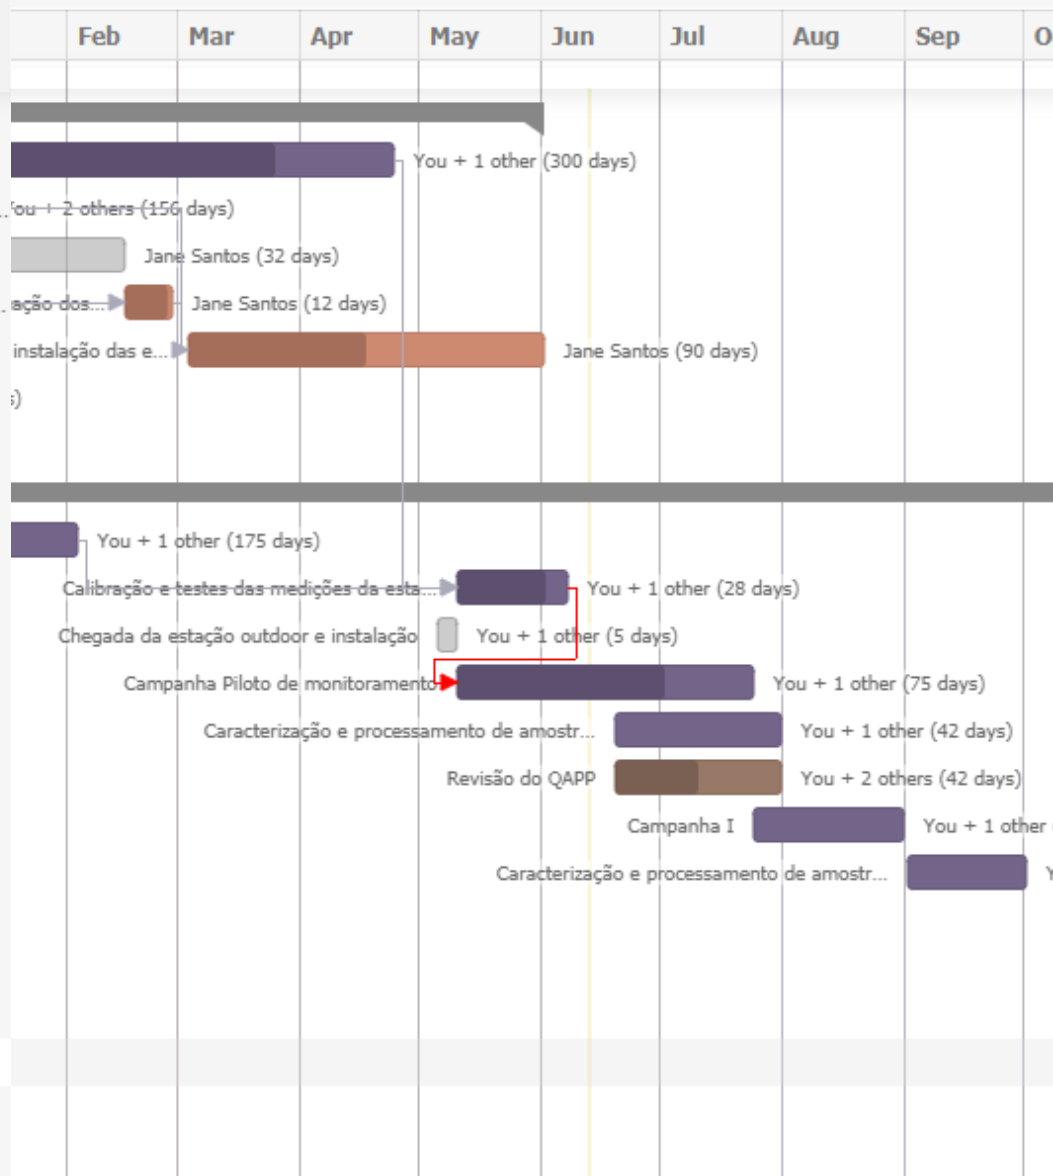 Feb Mar Apr May Jun Jul Aug Sep O
You + 1 other (300 days)
...You + 2 others (156 days)
Jane Santos (32 days)
ação dos... Jane Santos (12 days)
instalação das e... Jane Santos (90 days)
s)
You + 1 other (175 days)
Calibração e testes das medições da esta... You + 1 other (28 days)
Chegada da estação outdoor e instalação You + 1 other (5 days)
Campanha Piloto de monitoramento You + 1 other (75 days)
Caracterização e processamento de amostr... You + 1 other (42 days)
Revisão do QAPP You + 2 others (42 days)
Campanha I You + 1 other
Caracterização e processamento de amostr... Y